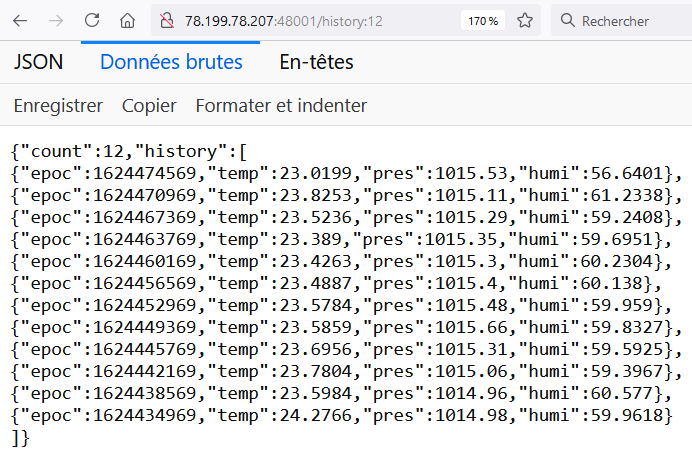 78.199.78.207:48001/history:12
170 %
Rechercher
JSON
Données brutes
En-têtes
Enregistrer
Copier
Formater et indenter
{"count":12,"history":[
{"epoc":1624474569,"temp":23.0199,"pres":1015.53,"humi":56.6401},
{"epoc":1624470969,"temp":23.8253,"pres":1015.11,"humi":61.2338},
{"epoc":1624467369,"temp":23.5236,"pres":1015.29,"humi":59.2408},
{"epoc":1624463769,"temp":23.389,"pres":1015.35,"humi":59.6951},
{"epoc":1624460169,"temp":23.4263,"pres":1015.3,"humi":60.2304},
{"epoc":1624456569,"temp":23.4887,"pres":1015.4,"humi":60.138},
{"epoc":1624452969,"temp":23.5784,"pres":1015.48,"humi":59.959},
{"epoc":1624449369,"temp":23.5859,"pres":1015.66,"humi":59.8327},
{"epoc":1624445769,"temp":23.6956,"pres":1015.31,"humi":59.5925},
{"epoc":1624442169,"temp":23.7804,"pres":1015.06,"humi":59.3967},
{"epoc":1624438569,"temp":23.5984,"pres":1014.96,"humi":60.577},
{"epoc":1624434969,"temp":24.2766,"pres":1014.98,"humi":59.9618}
]}